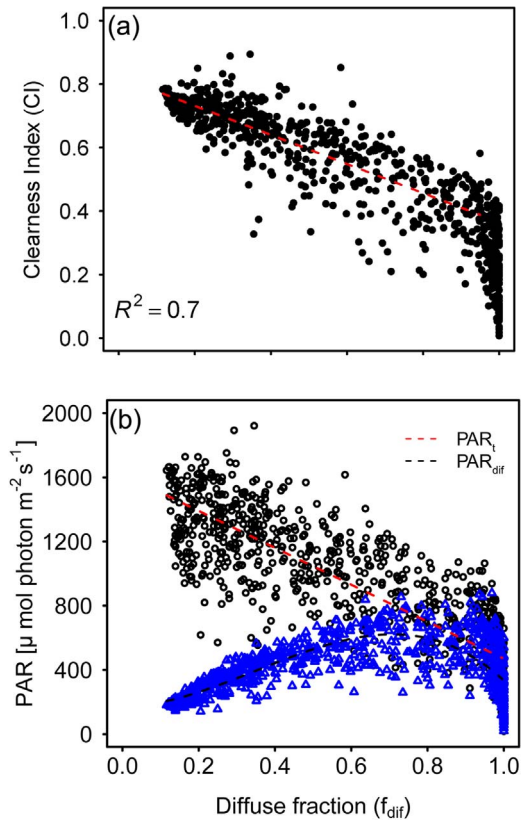 (a)
1.0
0.8
0.6
0.4
0.2
0.0
Clearness Index (CI)
R² = 0.7
(b)
2000
1600
1200
800
400
0
PAR [µ mol photon m⁻² s⁻¹]
PARₜ
PAR_dif
0.0 0.2 0.4 0.6 0.8 1.0
Diffuse fraction (f_dif)